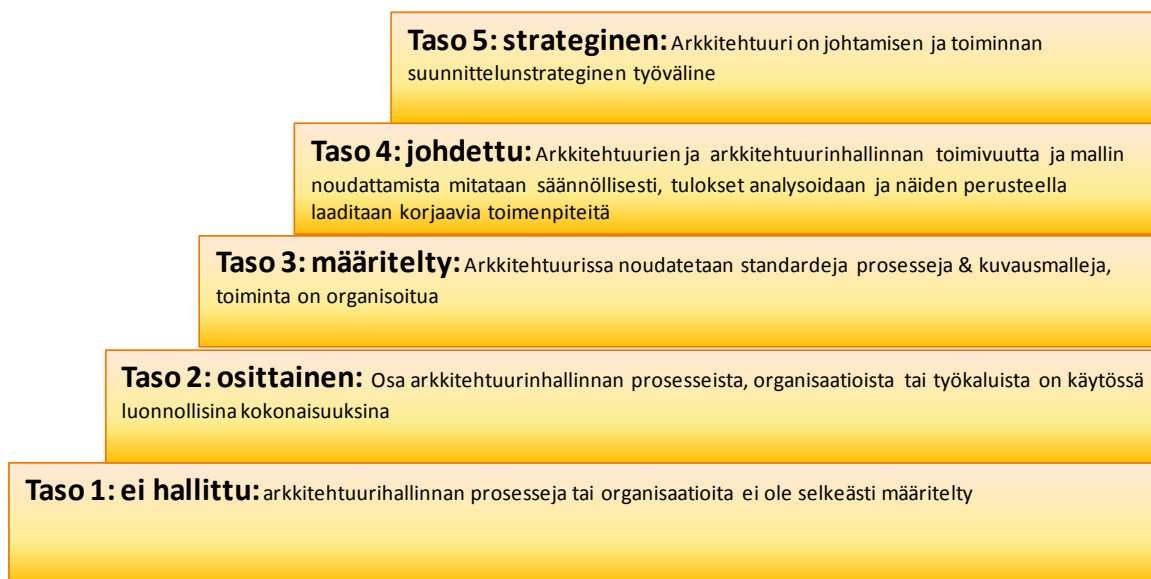 Taso 5: strateginen: Arkkitehtuuri on johtamisen ja toiminnan
suunnittelunstrateginen työväline
Taso 4: johdettu: Arkkitehtuurien ja arkkitehtuurinhallinnan toimivuutta ja mallin
noudattamista mitataan säännöllisesti, tulokset analysoidaan ja näiden perusteella
laaditaan korjaavia toimenpiteitä
Taso 3: määritelty: Arkkitehtuurissa noudatetaan standardeja prosesseja & kuvausmalleja,
toiminta on organisoitua
Taso 2: osittainen: Osa arkkitehtuurinhallinnan prosesseista, organisaatioista tai työkaluista on käytössä
luonnollisina kokonaisuuksina
Taso 1: ei hallittu: arkkitehtuurihallinnan prosesseja tai organisaatioita ei ole selkeästi määritelty